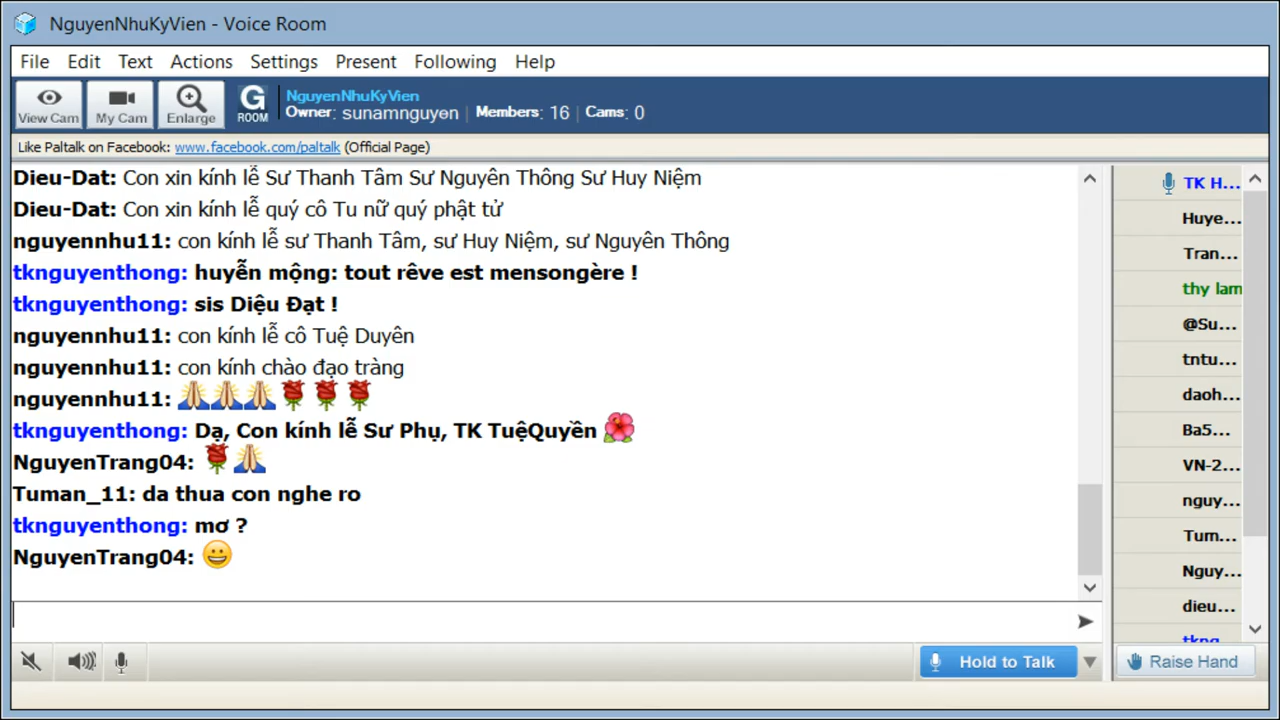 NguyenNhuKyVien - Voice Room
File Edit Text Actions Settings Present Following Help
View Cam My Cam Enlarge G ROOM
NguyenNhuKyVien
Owner: sunamnguyen | Members: 16 | Cams: 0
Like Paltalk on Facebook: www.facebook.com/paltalk (Official Page)
Dieu-Dat: Con xin kính lễ Sư Thanh Tâm Sư Nguyên Thông Sư Huy Niệm
Dieu-Dat: Con xin kính lễ quý cô Tu nữ quý phật tử
nguyennhu11: con kính lễ sư Thanh Tâm, sư Huy Niệm, sư Nguyên Thông
tknguyenthong: huyễn mộng: tout rêve est mensongère !
tknguyenthong: sis Diệu Đạt !
nguyennhu11: con kính lễ cô Tuệ Duyên
nguyennhu11: con kính chào đạo tràng
nguyennhu11: 🙏🙏🙏🌹🌹🌹
tknguyenthong: Dạ, Con kính lễ Sư Phụ, TK TuệQuyền 🌺
NguyenTrang04: 🌹🙏
Tuman_11: da thua con nghe ro
tknguyenthong: mơ ?
NguyenTrang04: 😀
TK H...
Huye...
Tran...
thy lam
@Su...
tntu...
daoh...
Ba5...
VN-2...
nguy...
Tum...
Nguy...
dieu...
tkng
Hold to Talk
Raise Hand